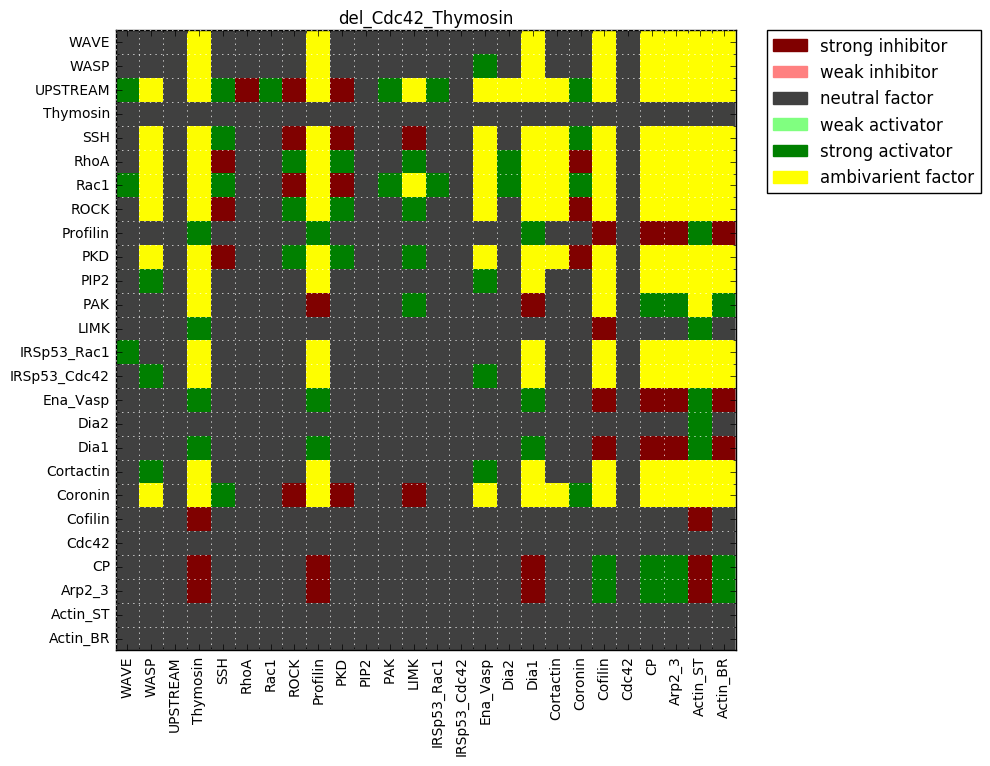 del_Cdc42_Thymosin
WAVE
WASP
UPSTREAM
Thymosin
SSH
RhoA
Rac1
ROCK
Profilin
PKD
PIP2
PAK
LIMK
IRSp53_Rac1
IRSp53_Cdc42
Ena_Vasp
Dia2
Dia1
Cortactin
Coronin
Cofilin
Cdc42
CP
Arp2_3
Actin_ST
Actin_BR
WAVE
WASP
UPSTREAM
Thymosin
SSH
RhoA
Rac1
ROCK
Profilin
PKD
PIP2
PAK
LIMK
IRSp53_Rac1
IRSp53_Cdc42
Ena_Vasp
Dia2
Dia1
Cortactin
Coronin
Cofilin
Cdc42
CP
Arp2_3
Actin_ST
Actin_BR
strong inhibitor
weak inhibitor
neutral factor
weak activator
strong activator
ambivarient factor